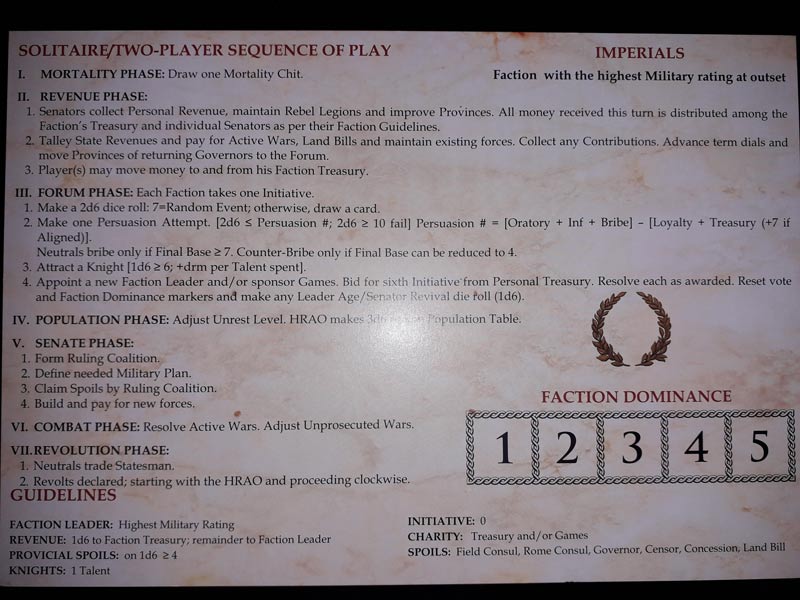 SOLITAIRE/TWO-PLAYER SEQUENCE OF PLAY
I. MORTALITY PHASE: Draw one Mortality Chit.
II. REVENUE PHASE:
1. Senators collect Personal Revenue, maintain Rebel Legions and improve Provinces. All money received this turn is distributed among the
Faction's Treasury and individual Senators as per their Faction Guidelines.
2. Talley State Revenues and pay for Active Wars, Land Bills and maintain existing forces. Collect any Contributions. Advance term dials and
move Provinces of returning Governors to the Forum.
3. Player(s) may move money to and from his Faction Treasury.
III. FORUM PHASE: Each Faction takes one Initiative.
1. Make a 2d6 dice roll: 7=Random Event; otherwise, draw a card.
2. Make one Persuasion Attempt. [2d6 ≤ Persuasion #; 2d6 ≥ 10 fail] Persuasion # = [Oratory + Inf + Bribe] – [Loyalty + Treasury (+7 if
Aligned)].
Neutrals bribe only if Final Base ≥ 7. Counter-Bribe only if Final Base can be reduced to 4.
3. Attract a Knight [1d6 ≥ 6; +drm per Talent spent].
4. Appoint a new Faction Leader and/or sponsor Games. Bid for sixth Initiative from Personal Treasury. Resolve each as awarded. Reset vote
and Faction Dominance markers and make any Leader Age/Senator Revival die roll (1d6).
IV. POPULATION PHASE: Adjust Unrest Level. HRAO makes Population Table.
V. SENATE PHASE:
1. Form Ruling Coalition.
2. Define needed Military Plan.
3. Claim Spoils by Ruling Coalition.
4. Build and pay for new forces.
VI. COMBAT PHASE: Resolve Active Wars. Adjust Unprosecuted Wars.
VII. REVOLUTION PHASE:
1. Neutrals trade Statesman.
2. Revolts declared; starting with the HRAO and proceeding clockwise.
IMPERIALS
Faction with the highest Military rating at outset
FACTION DOMINANCE
1 2 3 4 5
GUIDELINES
FACTION LEADER: Highest Military Rating
REVENUE: 1d6 to Faction Treasury; remainder to Faction Leader
PROVICIAL SPOILS: on 1d6 ≥ 4
KNIGHTS: 1 Talent
INITIATIVE: 0
CHARITY: Treasury and/or Games
SPOILS: Field Consul, Rome Consul, Governor, Censor, Concession, Land Bill